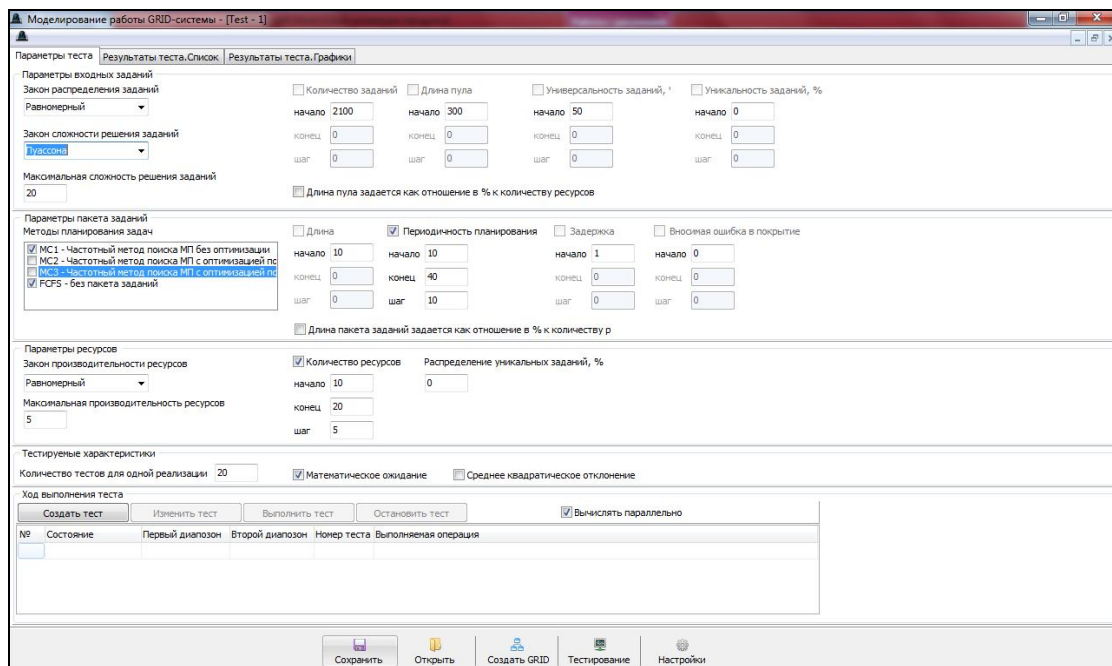 Моделирование работы GRID-системы - [Test - 1]
Параметры теста Результаты теста.Список Результаты теста.Графики
Параметры входных заданий
Закон распределения заданий
Равномерный
Закон сложности решения заданий
Пуассона
Максимальная сложность решения заданий
20
Количество заданий Длина пула Универсальность заданий, Уникальность заданий, %
начало 2100 начало 300 начало 50 начало 0
конец 0 конец 0 конец 0 конец 0
шаг 0 шаг 0 шаг 0 шаг 0
Длина пула задается как отношение в % к количеству ресурсов
Параметры пакета заданий
Методы планирования задач
МС1 - Частотный метод поиска МП без оптимизации
МС2 - Частотный метод поиска МП с оптимизацией пс
МС3 - Частотный метод поиска МП с оптимизацией пс
FCFS - без пакета заданий
Длина Периодичность планирования Задержка Вносимая ошибка в покрытие
начало 10 начало 10 начало 1 начало 0
конец 0 конец 40 конец 0 конец 0
шаг 0 шаг 10 шаг 0 шаг 0
Длина пакета заданий задается как отношение в % к количеству р
Параметры ресурсов
Закон производительности ресурсов
Равномерный
Максимальная производительность ресурсов
5
Количество ресурсов Распределение уникальных заданий, %
начало 10 0
конец 20
шаг 5
Тестируемые характеристики
Количество тестов для одной реализации 20 Математическое ожидание Среднее квадратическое отклонение
Ход выполнения теста
Создать тест Изменить тест Выполнить тест Остановить тест Вычислять параллельно
№ Состояние Первый диапозон Второй диапозон Номер теста Выполняемая операция
Сохранить Открыть Создать GRID Тестирование Настройки